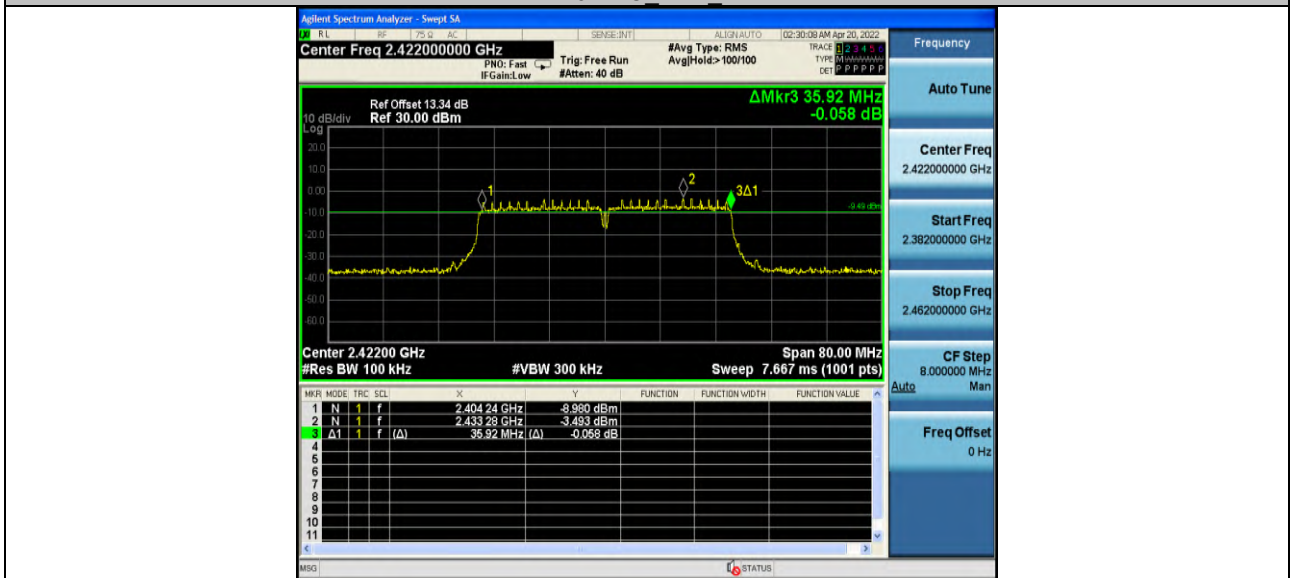 Agilent Spectrum Analyzer - Swept SA
RL RF 75 Ω AC SENSE:INT ALIGN AUTO 02:30:08 AM Apr 20, 2022
Center Freq 2.422000000 GHz
PNO: Fast
IFGain:Low
Trig: Free Run
#Atten: 40 dB
#Avg Type: RMS
Avg|Hold:>100/100
TRACE 1 2 3 4 5 6
TYPE M
DET P P P P P P
ΔMkr3 35.92 MHz
-0.058 dB
Ref Offset 13.34 dB
10 dB/div Ref 30.00 dBm
Log
20.0
10.0
0.00
-10.0
-20.0
-30.0
-40.0
-50.0
-60.0
1
2
3Δ1
-9.49 dBm
Center 2.42200 GHz Span 80.00 MHz
#Res BW 100 kHz #VBW 300 kHz Sweep 7.667 ms (1001 pts)
MKR MODE TRC SCL X Y FUNCTION FUNCTION WIDTH FUNCTION VALUE
1 N 1 f 2.404 24 GHz -8.980 dBm
2 N 1 f 2.433 28 GHz -3.493 dBm
3 Δ1 1 f (Δ) 35.92 MHz (Δ) -0.058 dB
4
5
6
7
8
9
10
11
MSG STATUS
Frequency
Auto Tune
Center Freq
2.422000000 GHz
Start Freq
2.382000000 GHz
Stop Freq
2.462000000 GHz
CF Step
8.000000 MHz
Auto Man
Freq Offset
0 Hz